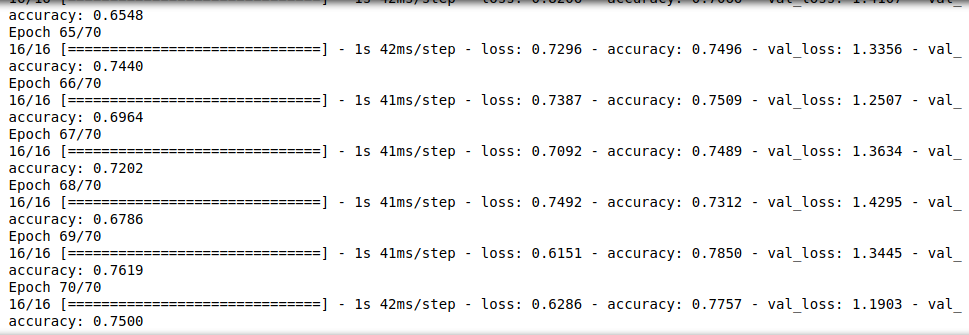 accuracy: 0.6548
Epoch 65/70
16/16 [==============================] - 1s 42ms/step - loss: 0.7296 - accuracy: 0.7496 - val_loss: 1.3356 - val_
accuracy: 0.7440
Epoch 66/70
16/16 [==============================] - 1s 41ms/step - loss: 0.7387 - accuracy: 0.7509 - val_loss: 1.2507 - val_
accuracy: 0.6964
Epoch 67/70
16/16 [==============================] - 1s 41ms/step - loss: 0.7092 - accuracy: 0.7489 - val_loss: 1.3634 - val_
accuracy: 0.7202
Epoch 68/70
16/16 [==============================] - 1s 41ms/step - loss: 0.7492 - accuracy: 0.7312 - val_loss: 1.4295 - val_
accuracy: 0.6786
Epoch 69/70
16/16 [==============================] - 1s 41ms/step - loss: 0.6151 - accuracy: 0.7850 - val_loss: 1.3445 - val_
accuracy: 0.7619
Epoch 70/70
16/16 [==============================] - 1s 42ms/step - loss: 0.6286 - accuracy: 0.7757 - val_loss: 1.1903 - val_
accuracy: 0.7500